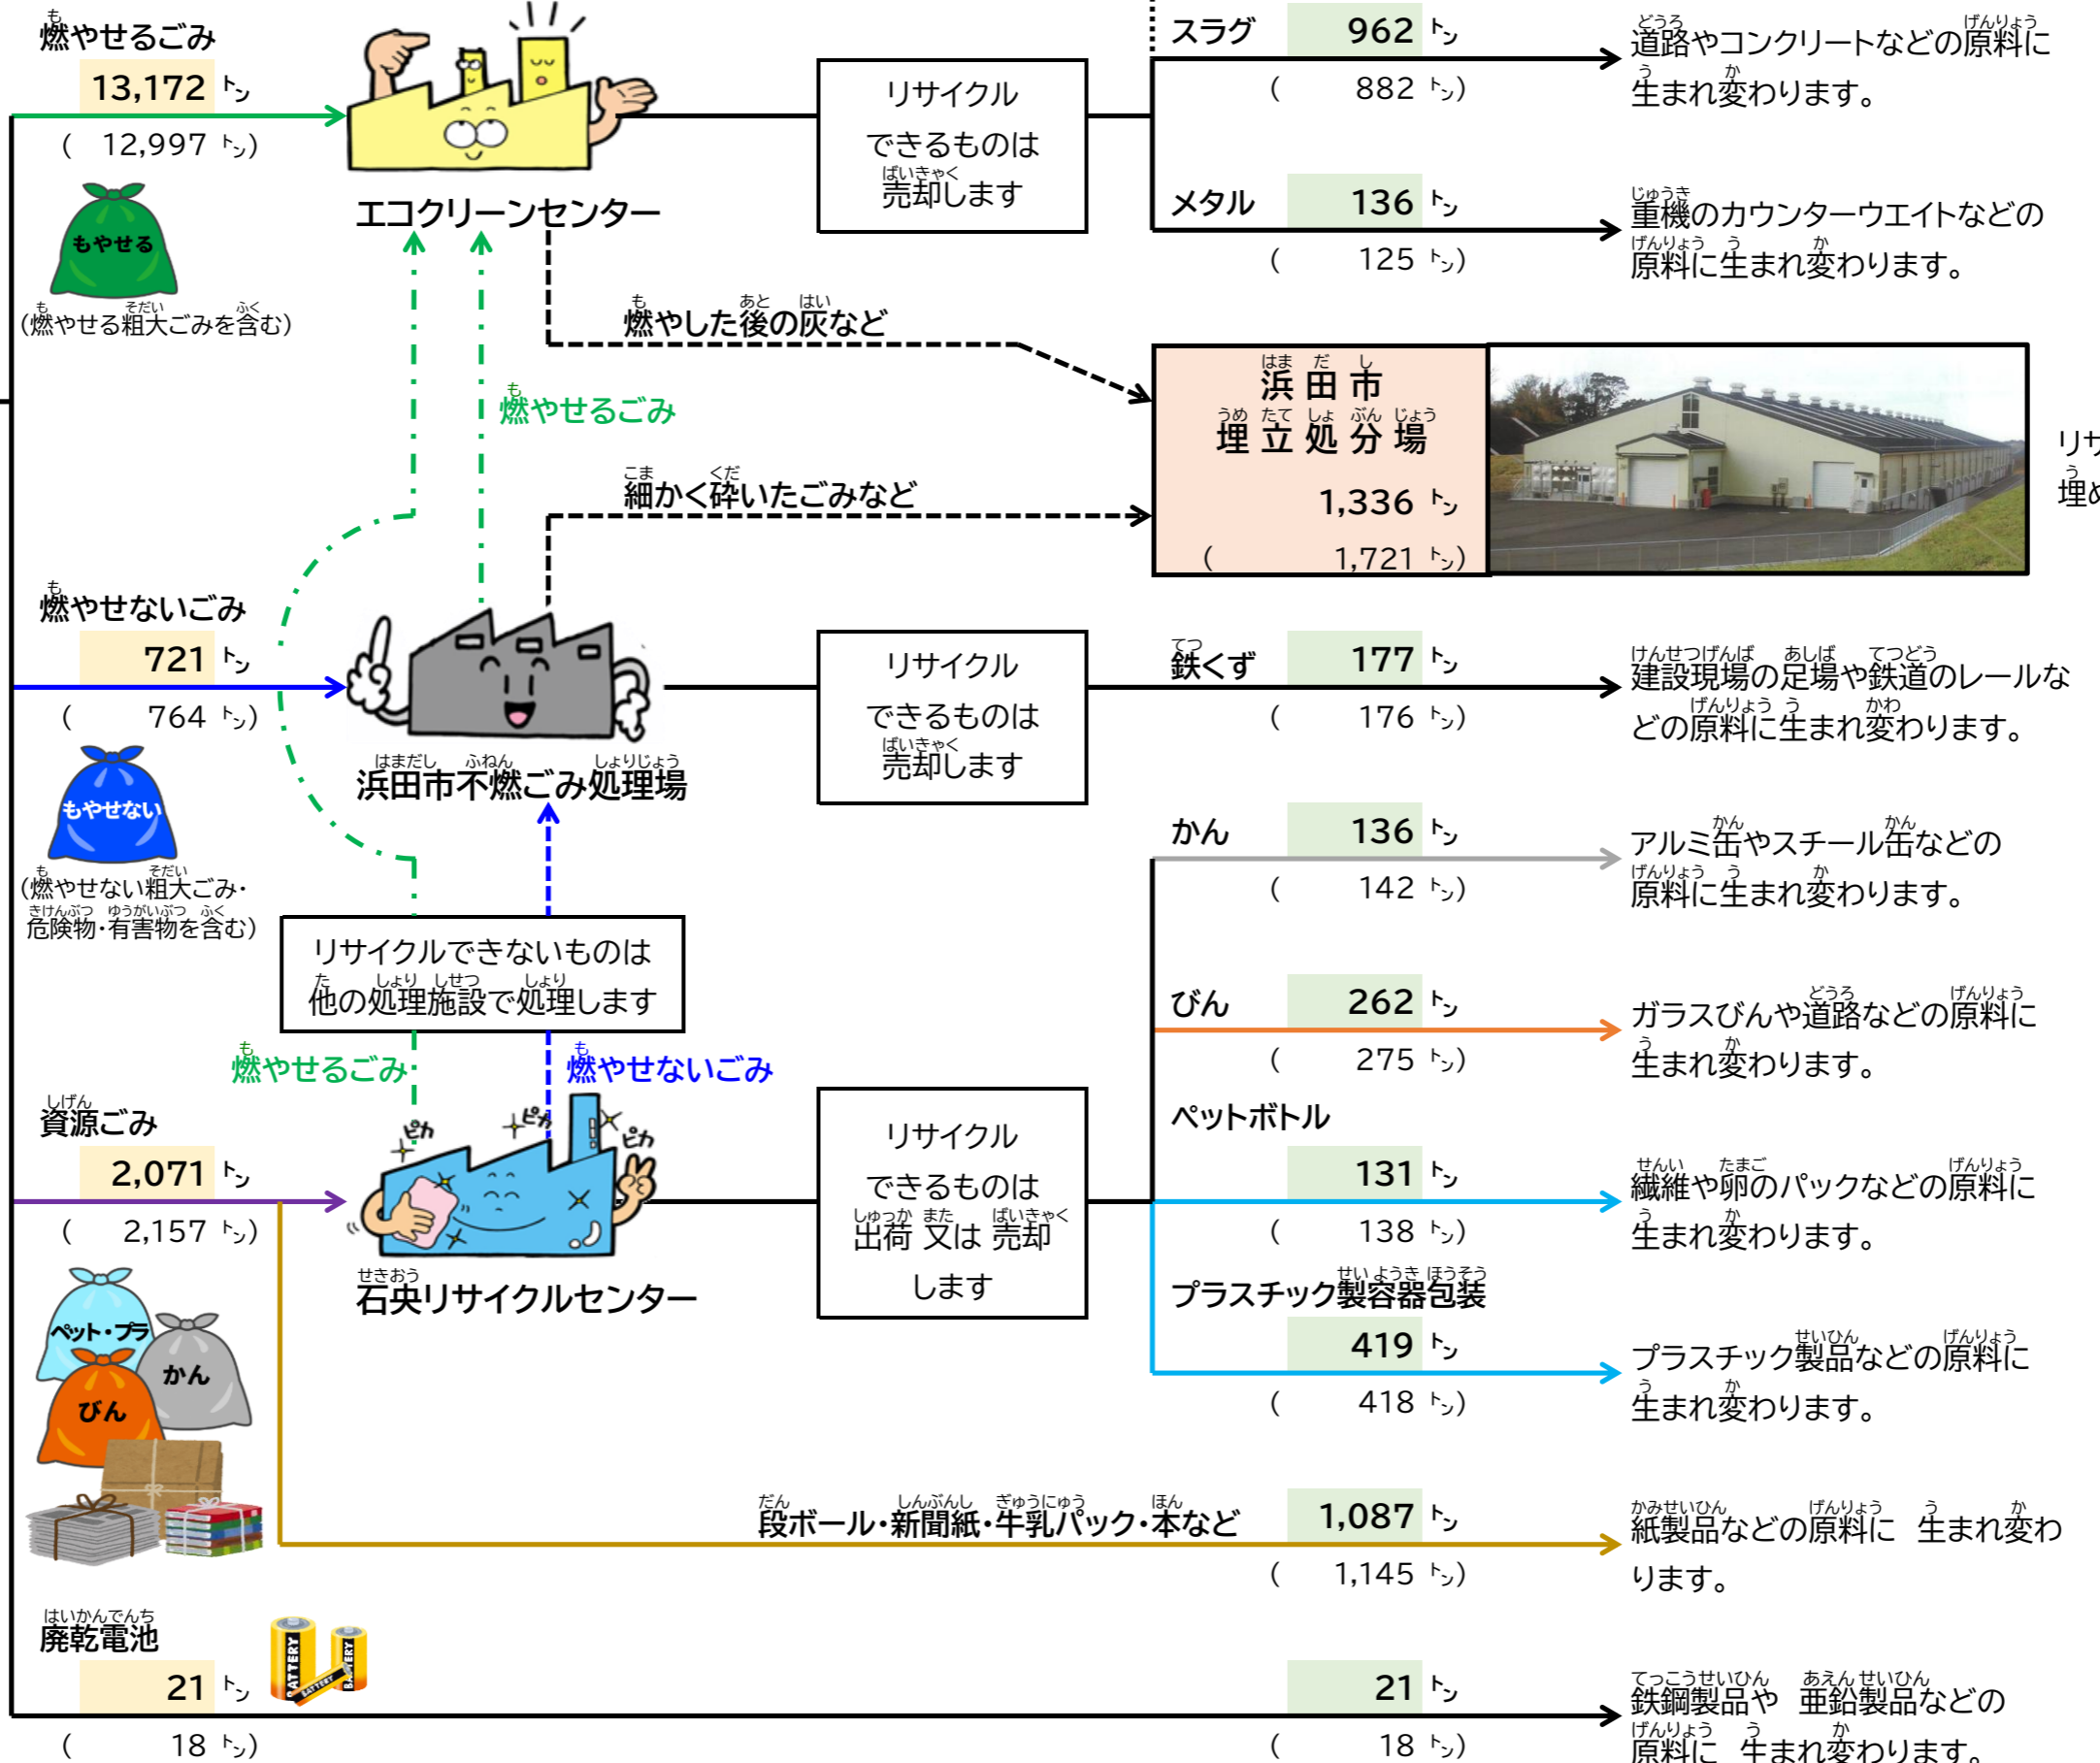 燃やせるごみ
13,172 トン
( 12,997 トン)
もやせる
(燃やせる粗大ごみを含む)
エコクリーンセンター
リサイクル
できるものは
売却します
スラグ 962 トン
( 882 トン)
道路やコンクリートなどの原料に
生まれ変わります。
メタル 136 トン
( 125 トン)
重機のカウンターウエイトなどの
原料に生まれ変わります。
燃やした後の灰など
燃やせるごみ
細かく砕いたごみなど
浜田市
埋立処分場
1,336 トン
( 1,721 トン)
リサ
埋め
燃やせないごみ
721 トン
( 764 トン)
もやせない
(燃やせない粗大ごみ・
危険物・有害物を含む)
浜田市不燃ごみ処理場
リサイクル
できるものは
売却します
鉄くず 177 トン
( 176 トン)
建設現場の足場や鉄道のレールな
どの原料に生まれ変わります。
リサイクルできないものは
他の処理施設で処理します
燃やせるごみ
燃やせないごみ
資源ごみ
2,071 トン
( 2,157 トン)
ピカ
ピカ
ピカ
石央リサイクルセンター
ペット・プラ
かん
びん
リサイクル
できるものは
出荷 又は 売却
します
かん 136 トン
( 142 トン)
アルミ缶やスチール缶などの
原料に生まれ変わります。
びん 262 トン
( 275 トン)
ガラスびんや道路などの原料に
生まれ変わります。
ペットボトル
131 トン
( 138 トン)
繊維や卵のパックなどの原料に
生まれ変わります。
プラスチック製容器包装
419 トン
( 418 トン)
プラスチック製品などの原料に
生まれ変わります。
段ボール・新聞紙・牛乳パック・本など 1,087 トン
( 1,145 トン)
紙製品などの原料に 生まれ変わ
ります。
廃乾電池
21 トン
( 18 トン)
BATTERY
BATTERY
BATTERY
21 トン
( 18 トン)
鉄鋼製品や 亜鉛製品などの
原料に 生まれ変わります。